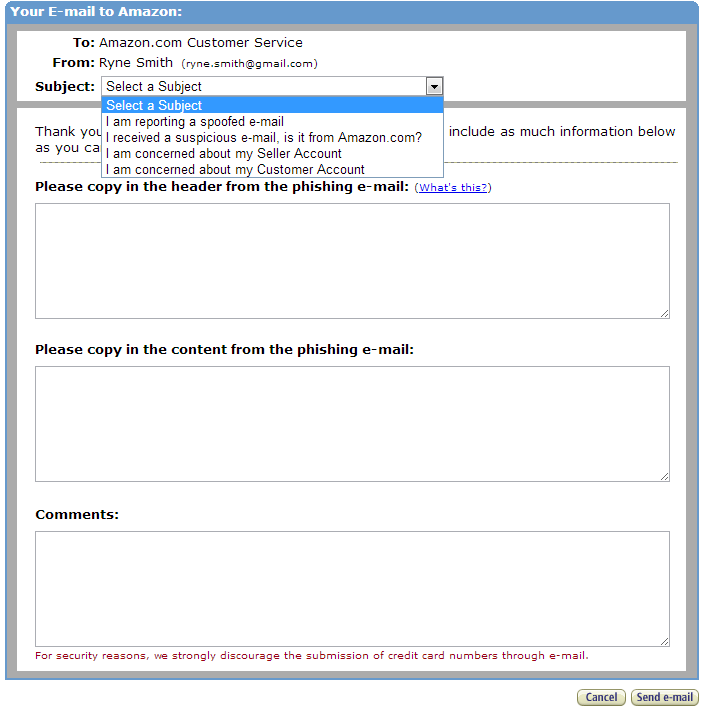 Your E-mail to Amazon:
To: Amazon.com Customer Service
From: Ryne Smith (ryne.smith@gmail.com)
Subject: Select a Subject
Select a Subject
I am reporting a spoofed e-mail
I received a suspicious e-mail, is it from Amazon.com?
I am concerned about my Seller Account
I am concerned about my Customer Account
Thank you include as much information below
as you ca
Please copy in the header from the phishing e-mail: (What's this?)
Please copy in the content from the phishing e-mail:
Comments:
For security reasons, we strongly discourage the submission of credit card numbers through e-mail.
Cancel Send e-mail